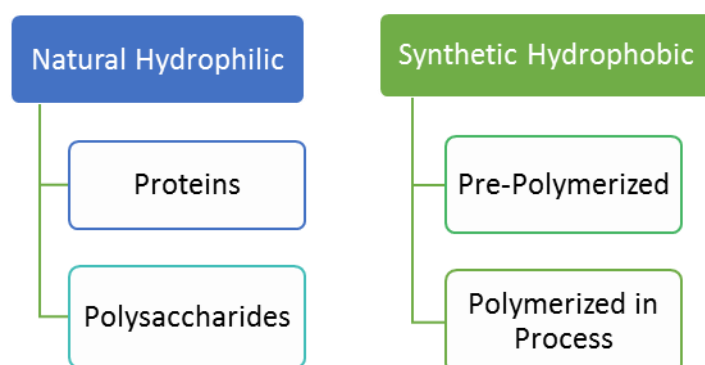 Natural Hydrophilic
Proteins
Polysaccharides
Synthetic Hydrophobic
Pre-Polymerized
Polymerized in
Process